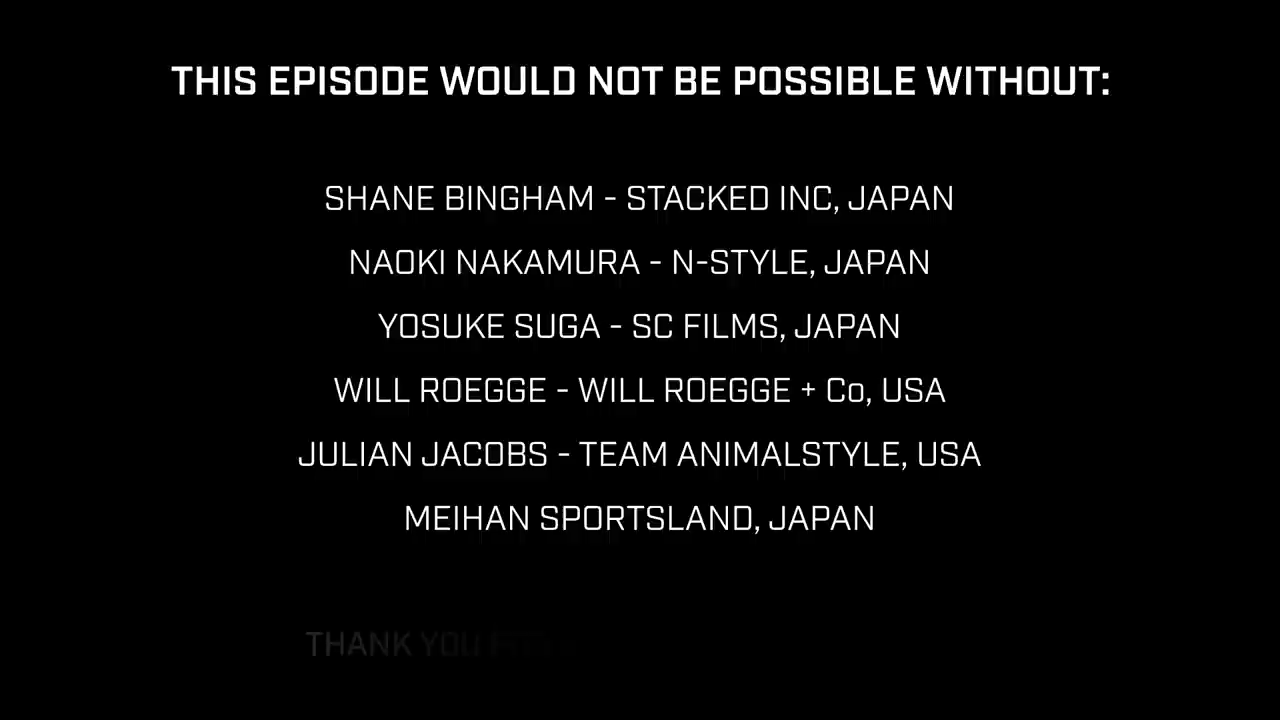 THIS EPISODE WOULD NOT BE POSSIBLE WITHOUT:
SHANE BINGHAM - STACKED INC, JAPAN
NAOKI NAKAMURA - N-STYLE, JAPAN
YOSUKE SUGA - SC FILMS, JAPAN
WILL ROEGGE - WILL ROEGGE + Co, USA
JULIAN JACOBS - TEAM ANIMALSTYLE, USA
MEIHAN SPORTSLAND, JAPAN
THANK YOU